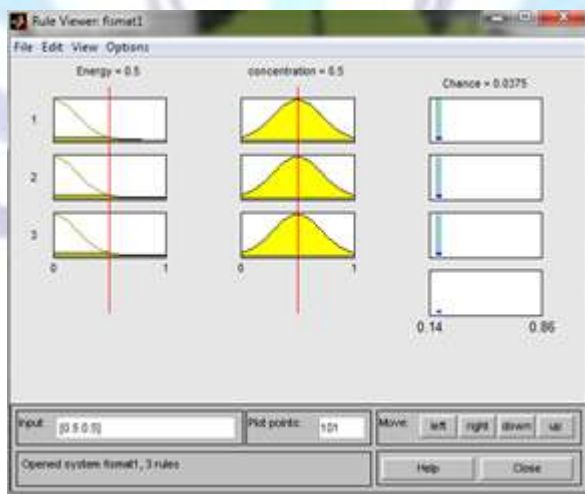 Rule Viewer: fismat1
File Edit View Options
Energy = 0.5
concentration = 0.5
Chance = 0.0375
1
2
3
0 1
0 1
0.14 0.86
Input: [0.5 0.5]
Plot points: 101
Move: left right down up
Opened system fismat1, 3 rules
Help Close